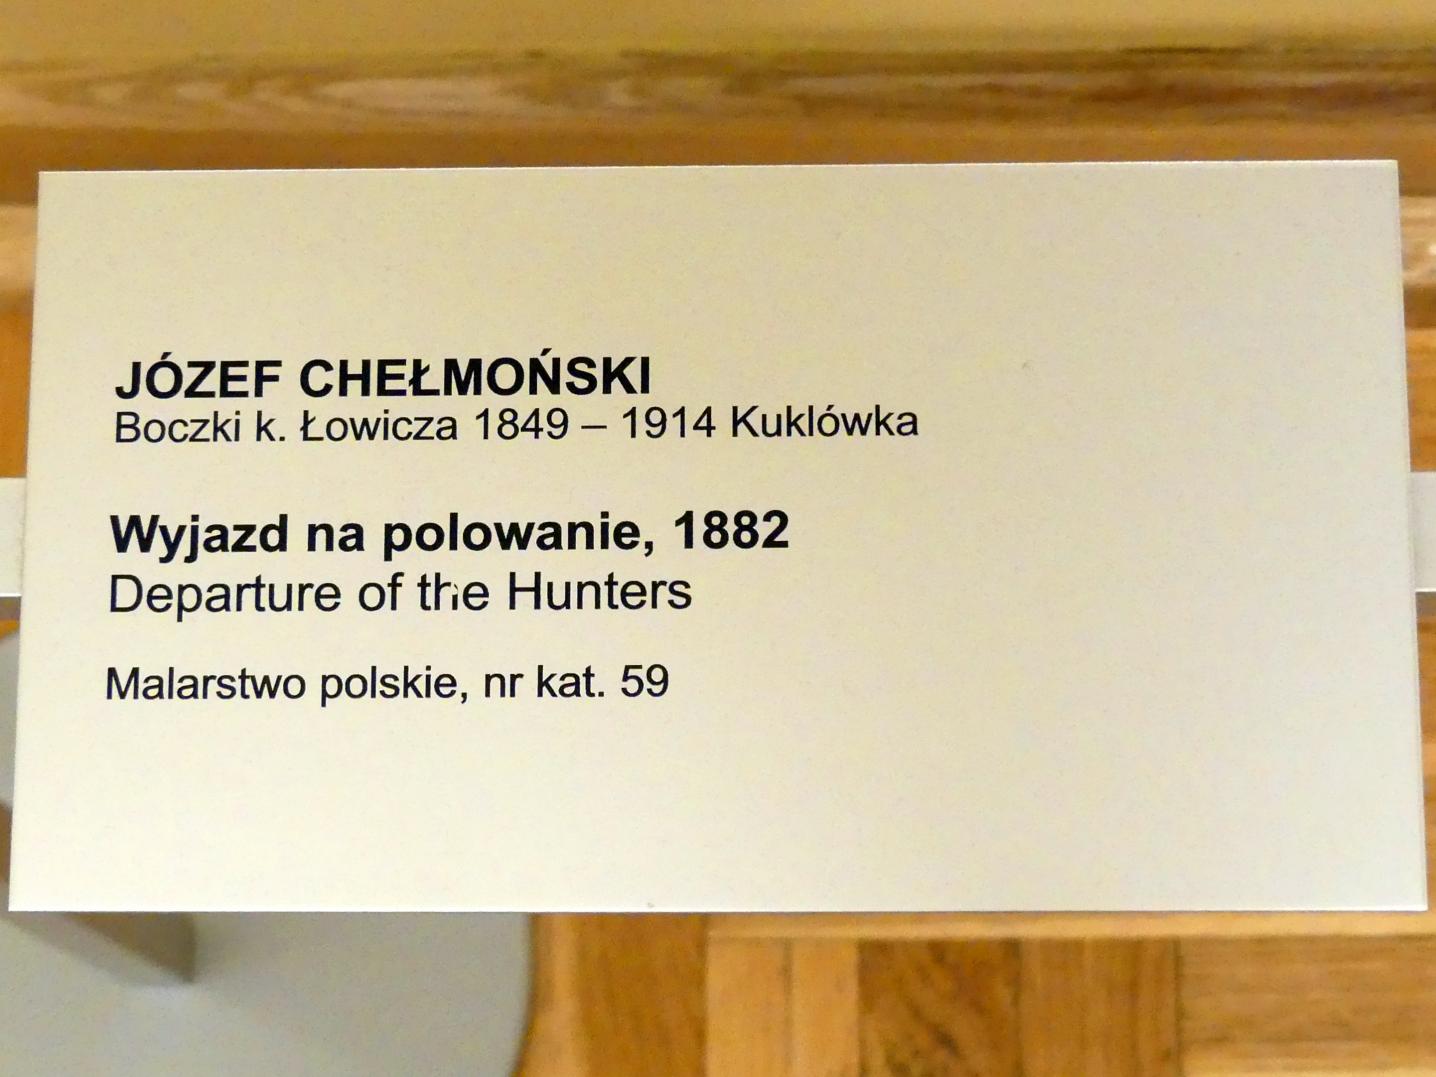 JÓZEF CHEŁMOŃSKI
Boczki k. Łowicza 1849 – 1914 Kuklówka
Wyjazd na polowanie, 1882
Departure of the Hunters
Malarstwo polskie, nr kat. 59